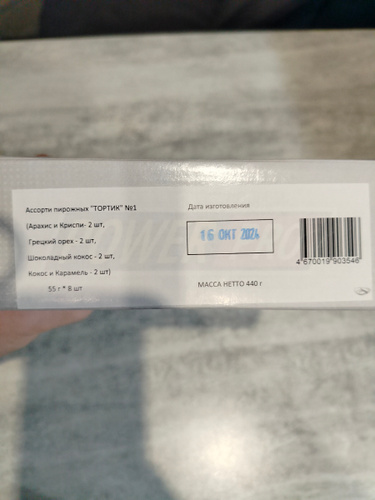 Ассорти пирожных "ТОРТИК" №1
(Арахис и Криспи- 2 шт,
Грецкий орех - 2 шт,
Шоколадный кокос - 2 шт,
Кокос и Карамель - 2 шт)
55 г * 8 шт
Дата изготовления
16 ОКТ 2024
МАССА НЕТТО 440 г
4 670019 903546